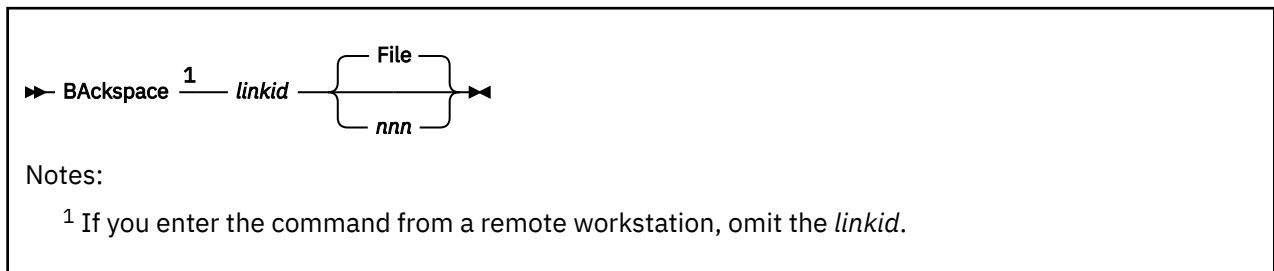 File
BAckspace 1 linkid
nnn
Notes:
1 If you enter the command from a remote workstation, omit the linkid.